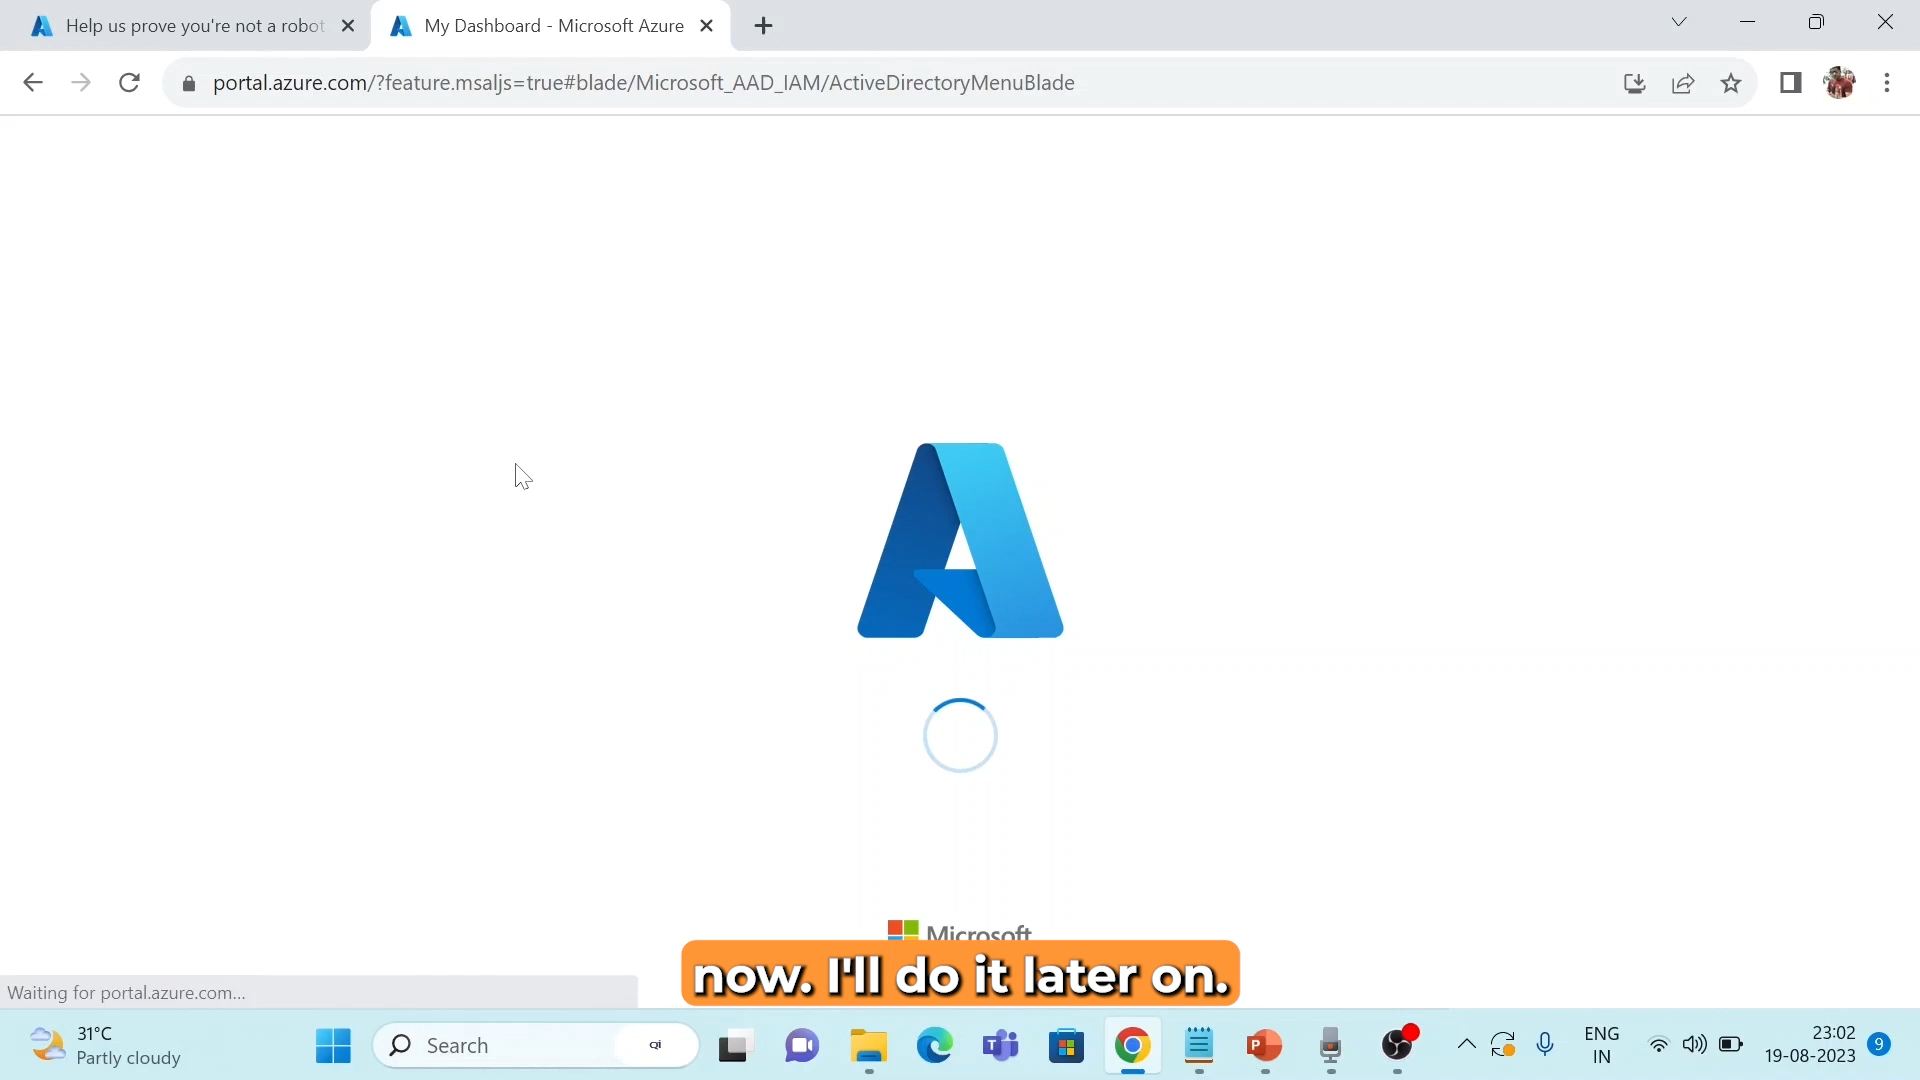 Help us prove you're not a robot
My Dashboard - Microsoft Azure
portal.azure.com/?feature.msaljs=true#blade/Microsoft_AAD_IAM/ActiveDirectoryMenuBlade
Microsoft
now. I'll do it later on.
Waiting for portal.azure.com...
31°C
Partly cloudy
Search
Qi
ENG
IN
23:02
19-08-2023
9